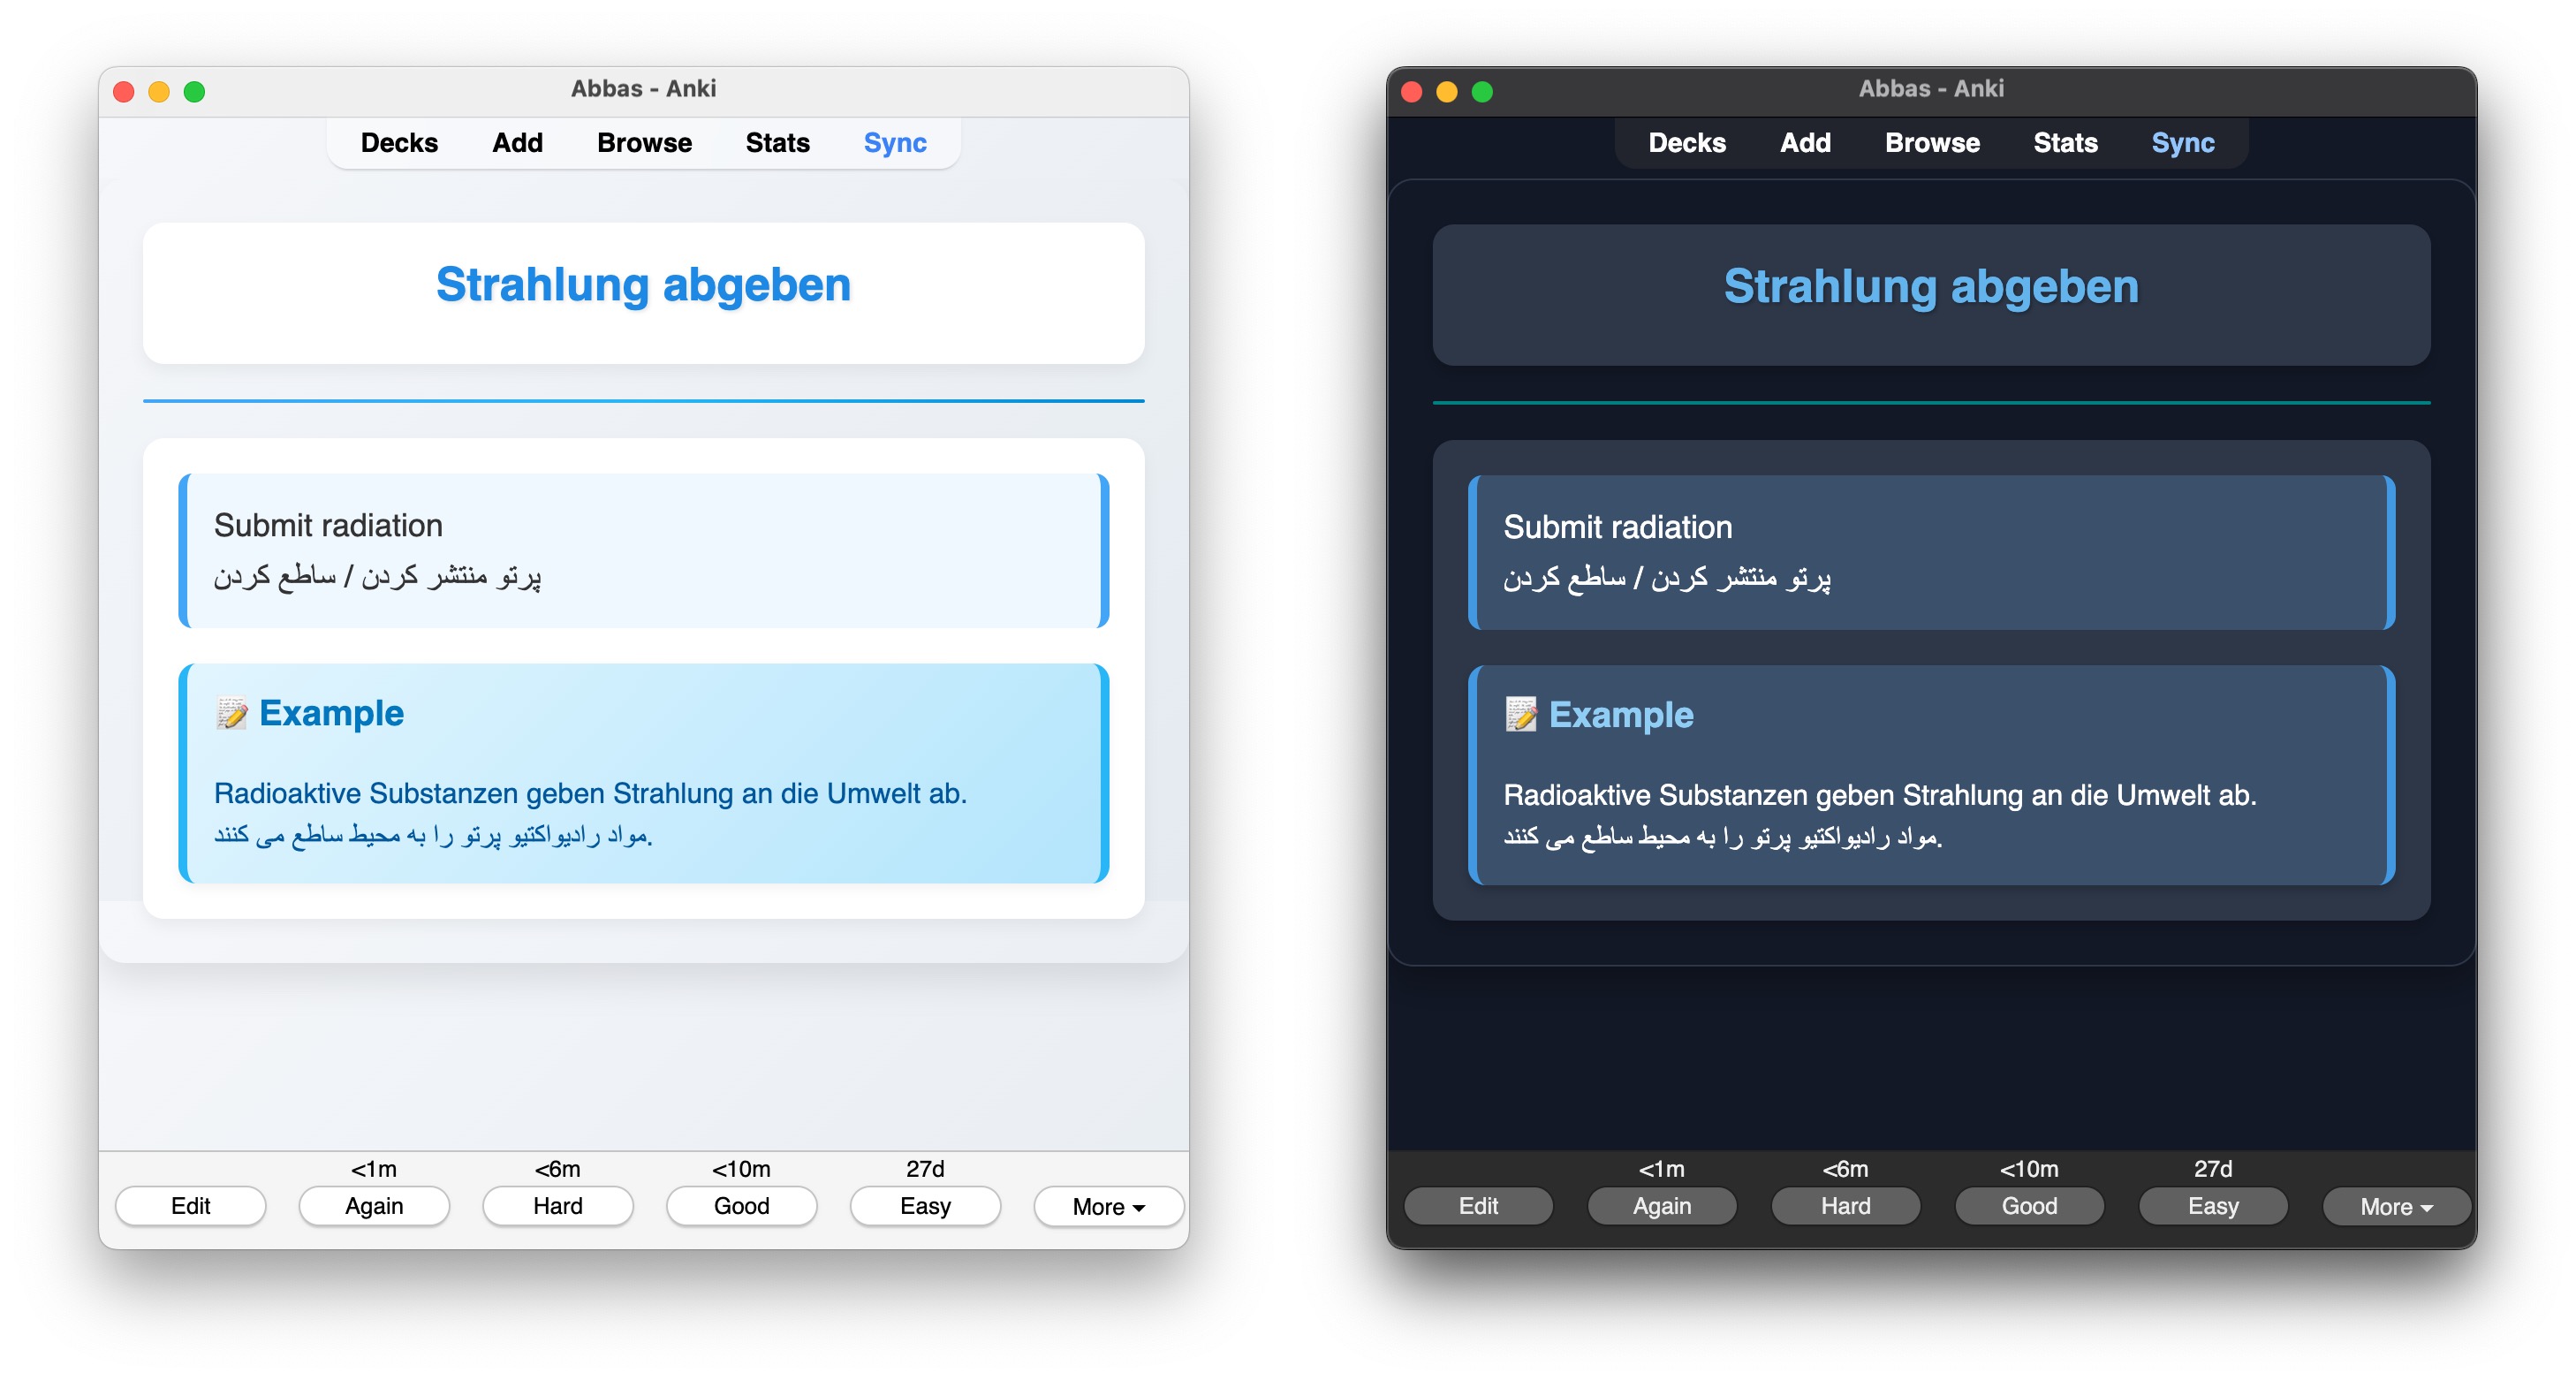 Abbas - Anki
Decks Add Browse Stats Sync
Strahlung abgeben
Submit radiation
پرتو منتشر کردن / ساطع کردن
Example
Radioaktive Substanzen geben Strahlung an die Umwelt ab.
مواد رادیواکتیو پرتو را به محیط ساطع می کنند.
<1m <6m <10m 27d
Edit Again Hard Good Easy More
Abbas - Anki
Decks Add Browse Stats Sync
Strahlung abgeben
Submit radiation
پرتو منتشر کردن / ساطع کردن
Example
Radioaktive Substanzen geben Strahlung an die Umwelt ab.
مواد رادیواکتیو پرتو را به محیط ساطع می کنند.
<1m <6m <10m 27d
Edit Again Hard Good Easy More